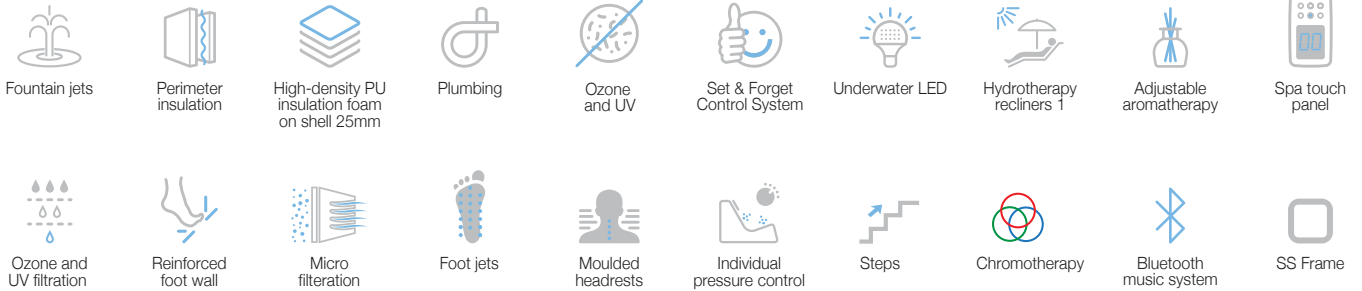 Fountain jets
Perimeter
insulation
High-density PU
insulation foam
on shell 25mm
Plumbing
Ozone
and UV
Set & Forget
Control System
Underwater LED
Hydrotherapy
recliners 1
Adjustable
aromatherapy
00
Spa touch
panel
Ozone and
UV filtration
Reinforced
foot wall
Micro
filteration
Foot jets
Moulded
headrests
Individual
pressure control
Steps
Chromotherapy
Bluetooth
music system
SS Frame